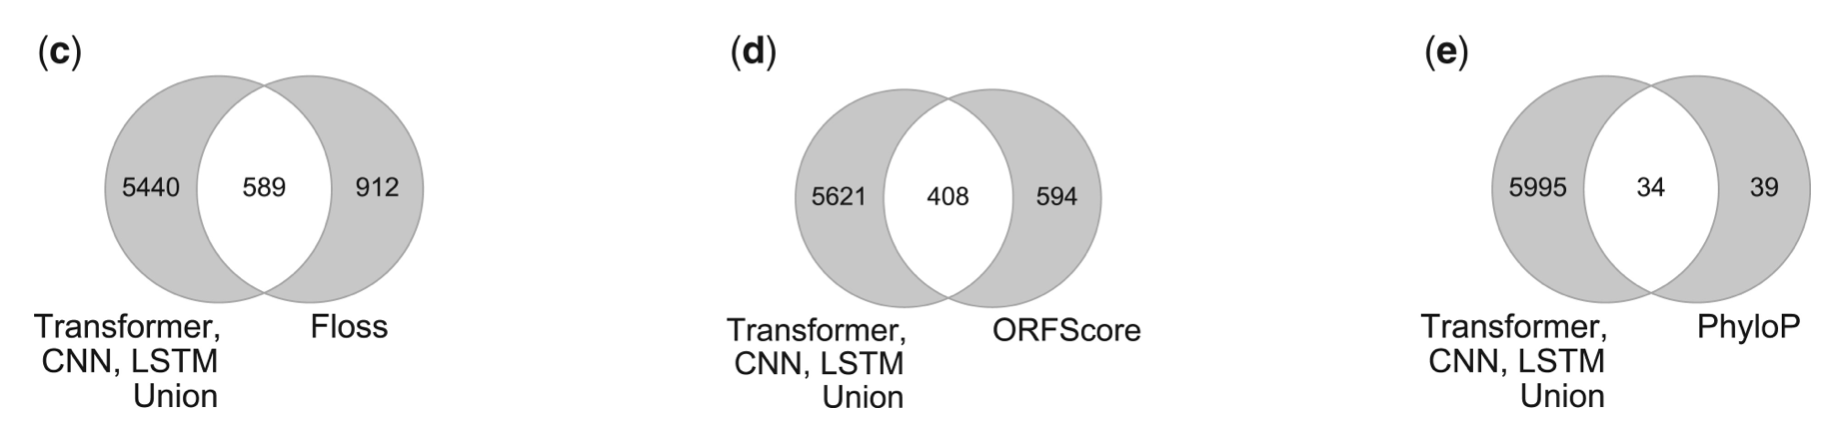 (c)
5440 589 912
Transformer,
CNN, LSTM
Union
Floss
(d)
5621 408 594
Transformer,
CNN, LSTM
Union
ORFScore
(e)
5995 34 39
Transformer,
CNN, LSTM
Union
PhyloP